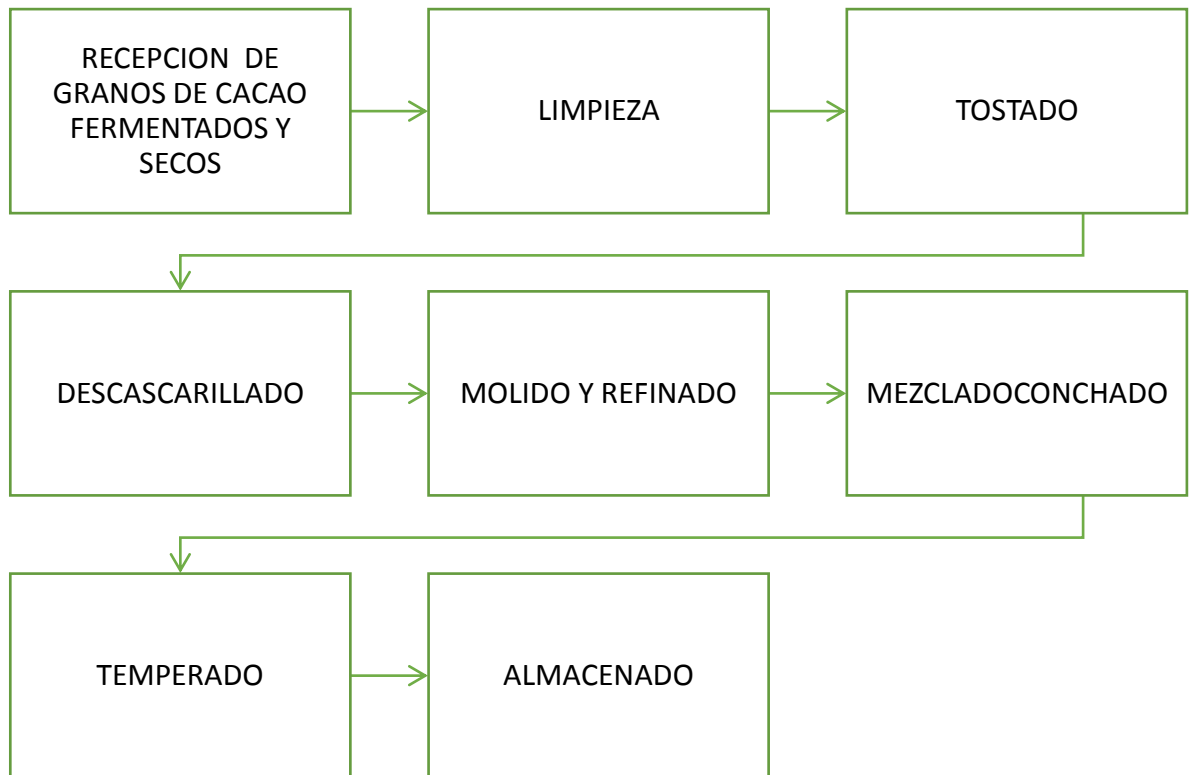 RECEPCION DE
GRANOS DE CACAO
FERMENTADOS Y
SECOS
LIMPIEZA
TOSTADO
DESCASCARILLADO
MOLIDO Y REFINADO
MEZCLADOCONCHADO
TEMPERADO
ALMACENADO